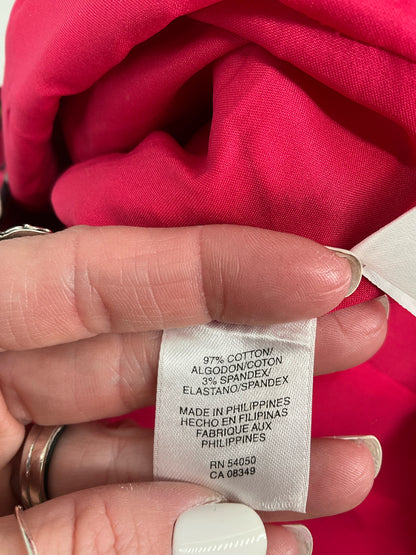 97% COTTON/
ALGODON/COTON
3% SPANDEX/
ELASTANO/SPANDEX
MADE IN PHILIPPINES
HECHO EN FILIPINAS
FABRIQUE AUX
PHILIPPINES
RN 54050
CA 08349